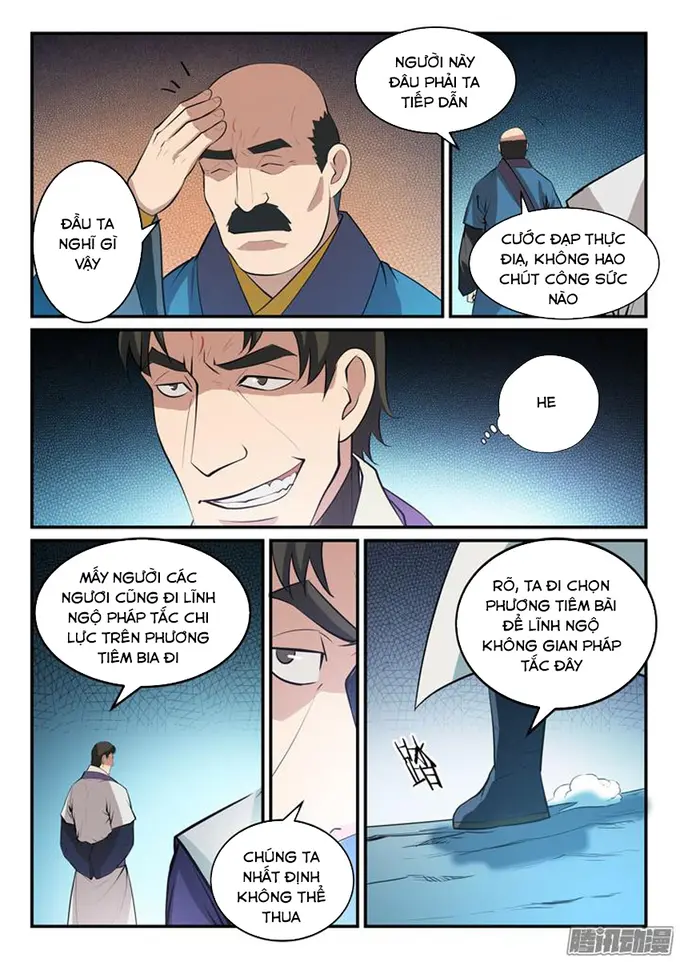 NGƯỜI NÀY
ĐÂU PHẢI TA
TIẾP DẪN
ĐẦU TA
NGHĨ GÌ
VẬY
CƯỚC ĐẠP THỰC
ĐỊA, KHÔNG HAO
CHÚT CÔNG SỨC
NÀO
HE
MẤY NGƯỜI CÁC
NGƯƠI CŨNG ĐI LĨNH
NGỘ PHÁP TẮC CHI
LỰC TRÊN PHƯƠNG
TIÊM BIA ĐI
CHÚNG TA
NHẤT ĐỊNH
KHÔNG THỂ
THUA
RÕ, TA ĐI CHỌN
PHƯƠNG TIÊM BÀI
ĐỂ LĨNH NGỘ
KHÔNG GIAN PHÁP
TẮC ĐÂY
踏
腾讯动漫